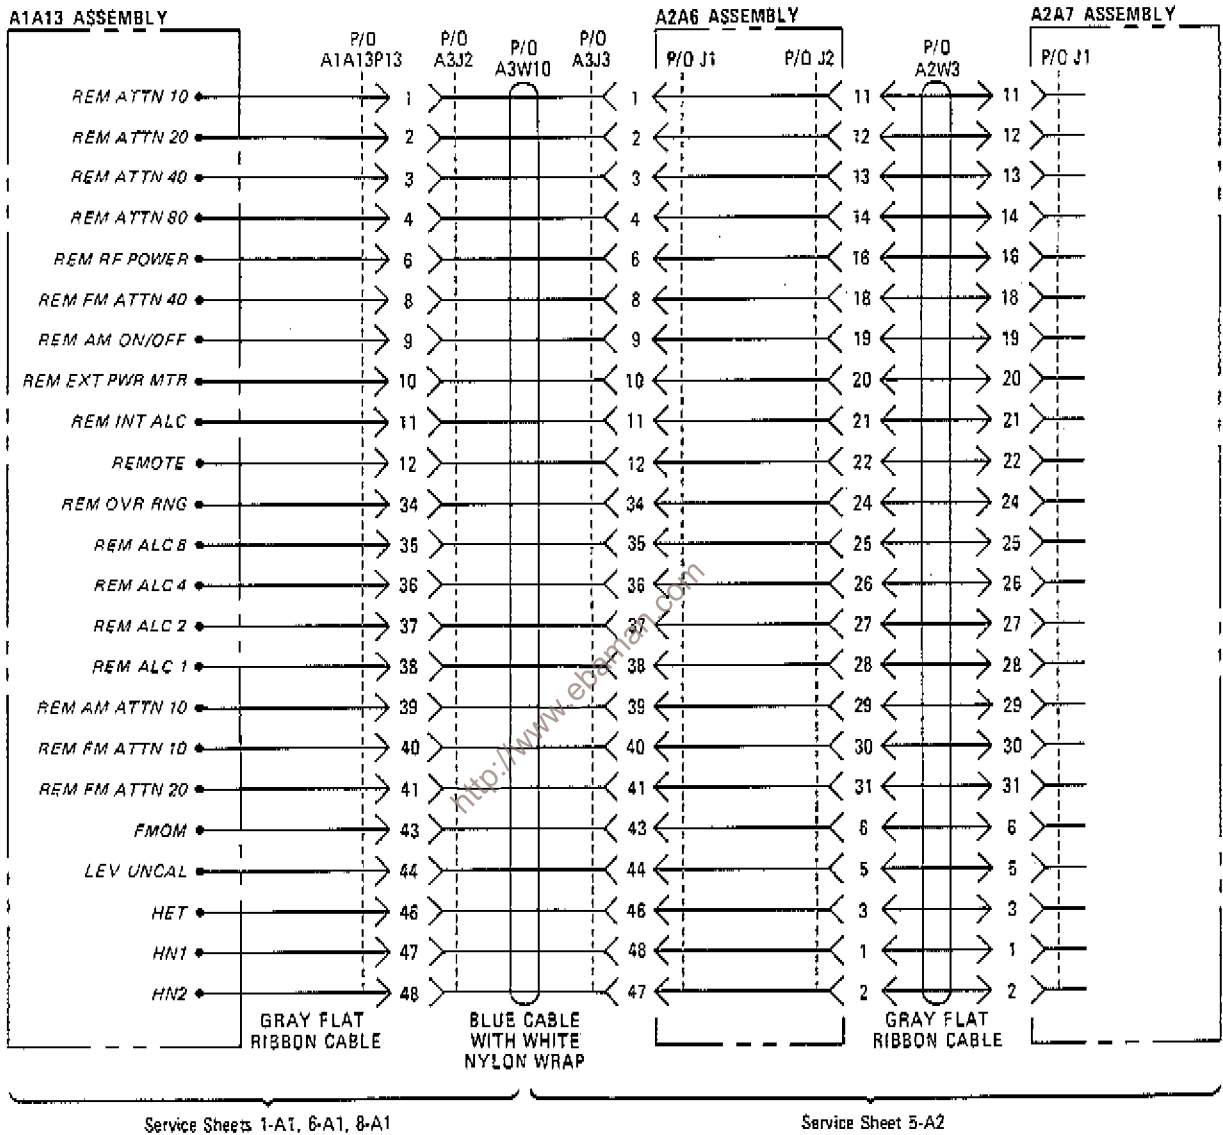 A1A13 ASSEMBLY
A2A6 ASSEMBLY
A2A7 ASSEMBLY
P/O A1A13P13
P/O A3J2
P/O A3W10
P/O A3J3
P/O J1
P/O J2
P/O A2W3
P/O J1
REM ATTN 10 1 1 11 11
REM ATTN 20 2 2 12 12
REM ATTN 40 3 3 13 13
REM ATTN 80 4 4 14 14
REM RF POWER 6 6 16 16
REM FM ATTN 40 8 8 18 18
REM AM ON/OFF 9 9 19 19
REM EXT PWR MTR 10 10 20 20
REM INT ALC 11 11 21 21
REMOTE 12 12 22 22
REM OVR RNG 34 34 24 24
REM ALC 8 35 35 25 25
REM ALC 4 36 36 26 26
REM ALC 2 37 37 27 27
REM ALC 1 38 38 28 28
REM AM ATTN 10 39 39 29 29
REM FM ATTN 10 40 40 30 30
REM FM ATTN 20 41 41 31 31
FMOM 43 43 6 6
LEV UNCAL 44 44 5 5
HET 46 46 3 3
HN1 47 48 1 1
HN2 48 47 2 2
GRAY FLAT
RIBBON CABLE
BLUE CABLE
WITH WHITE
NYLON WRAP
GRAY FLAT
RIBBON CABLE
Service Sheets 1-A1, 6-A1, 8-A1
Service Sheet 5-A2
http://www.ebaman.com